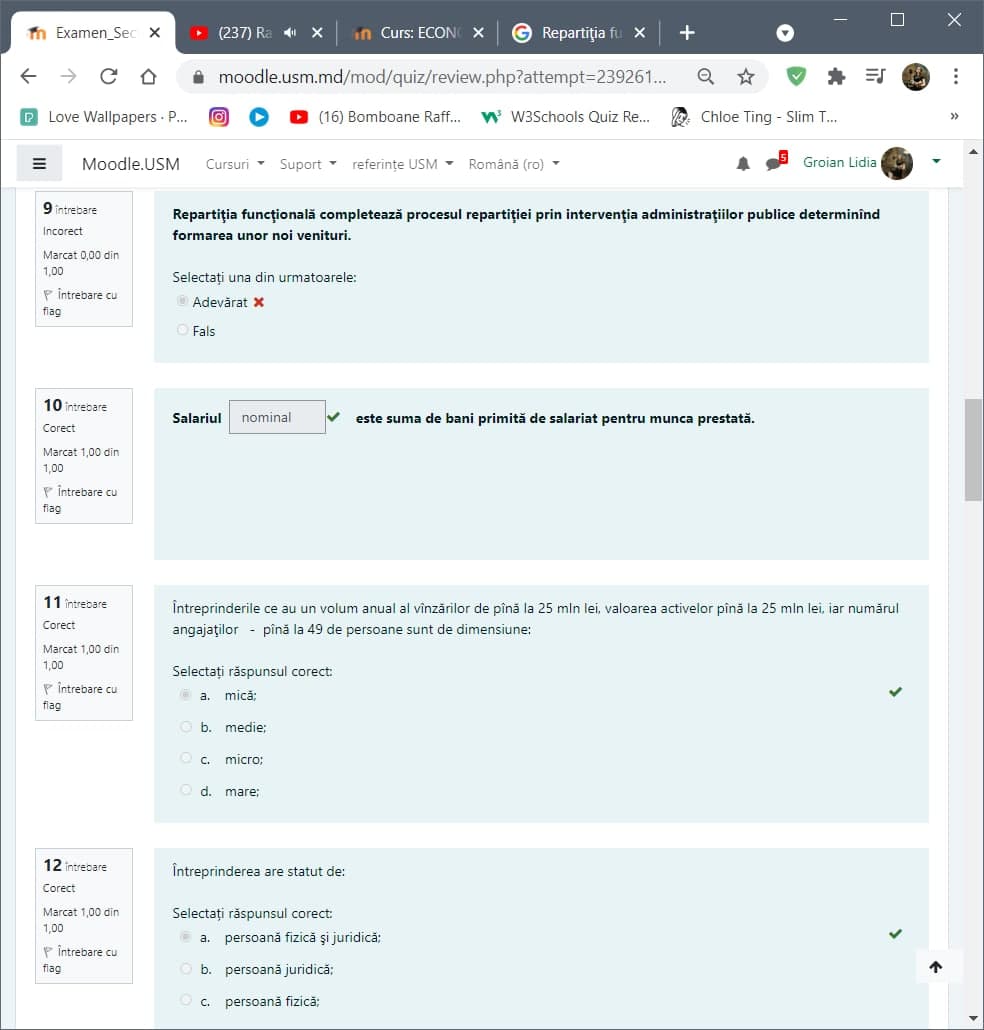 Examen_Sec
(237) Ra
Curs: ECON
Repartiţia fu
moodle.usm.md/mod/quiz/review.php?attempt=239261...
Love Wallpapers · P...
(16) Bomboane Raff...
W3Schools Quiz Re...
Chloe Ting - Slim T...
»
Moodle.USM
Cursuri
Suport
referințe USM
Română (ro)
5
Groian Lidia
9 întrebare
Incorect
Marcat 0,00 din
1,00
Întrebare cu
flag
Repartiţia funcţională completează procesul repartiţiei prin intervenţia administraţiilor publice determinînd
formarea unor noi venituri.
Selectați una din urmatoarele:
Adevărat
Fals
10 întrebare
Corect
Marcat 1,00 din
1,00
Întrebare cu
flag
Salariul nominal este suma de bani primită de salariat pentru munca prestată.
11 întrebare
Corect
Marcat 1,00 din
1,00
Întrebare cu
flag
Întreprinderile ce au un volum anual al vînzărilor de pînă la 25 mln lei, valoarea activelor pînă la 25 mln lei, iar numărul
angajaţilor - pînă la 49 de persoane sunt de dimensiune:
Selectați răspunsul corect:
a. mică;
b. medie;
c. micro;
d. mare;
12 întrebare
Corect
Marcat 1,00 din
1,00
Întrebare cu
flag
Întreprinderea are statut de:
Selectați răspunsul corect:
a. persoană fizică şi juridică;
b. persoană juridică;
c. persoană fizică;